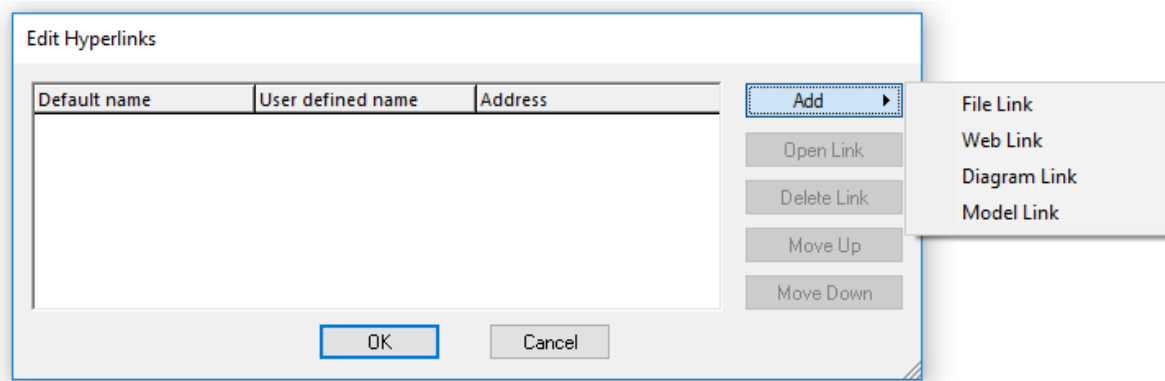 Edit Hyperlinks
Default name User defined name Address
Add
Open Link
Delete Link
Move Up
Move Down
File Link
Web Link
Diagram Link
Model Link
OK Cancel